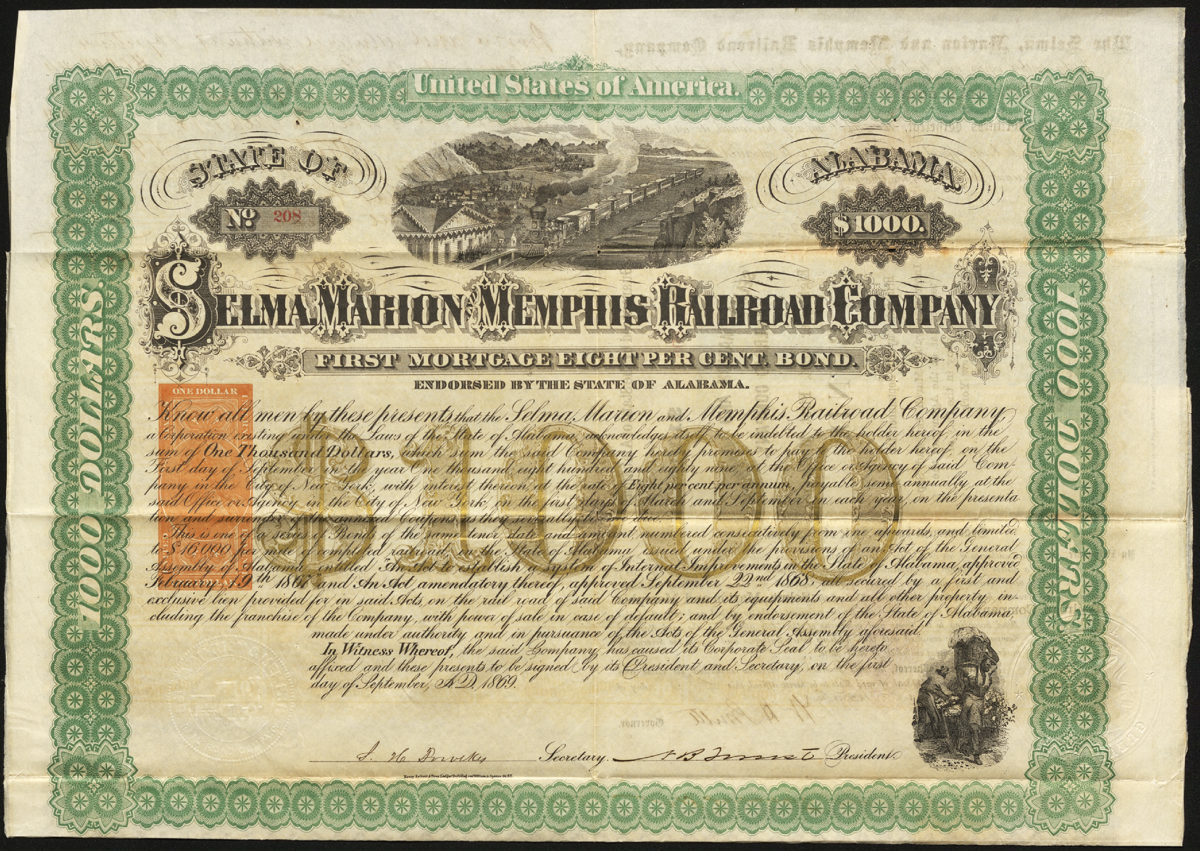 United States of America.
STATE OF
ALABAMA.
No. 208
$1000.
SELMA, MARION AND MEMPHIS RAILROAD COMPANY
FIRST MORTGAGE EIGHT PER CENT. BOND.
ENDORSED BY THE STATE OF ALABAMA.
1000 DOLLARS.
1000 DOLLARS
ONE DOLLAR
$1000
Know all men by these presents that the Selma, Marion and Memphis Railroad Company,
a Corporation existing under the Laws of the State of Alabama, acknowledges itself to be indebted to the holder hereof in the
sum of One Thousand Dollars, which sum the said Company hereby promises to pay to the holder hereof, on the
First day of September in the year one thousand eight hundred and eighty nine, at the Office or Agency of said Com-
pany in the City of New York, with interest thereon at the rate of Eight per cent per annum, payable semi annually at the
said Office or Agency in the City of New York, on the first days of March and September in each year, on the presenta
tion and surrender of the annexed coupons as they severally become due.
This is one of a series of Bonds of the same tenor, date and amount numbered consecutively from one upwards, and limited
to $16,000 per mile of completed railroad, in the State of Alabama, issued under the provisions of an Act of the General
Assembly of Alabama, entitled An Act to establish a system of Internal Improvements in the State of Alabama, approved
February 19th 1867 and An Act amendatory thereof, approved September 22nd 1868: all secured by a first and
exclusive lien provided for in said Acts on the rail road of said Company and its equipments and all other property in-
cluding the franchise of the Company, with power of sale in case of default; and by endorsement of the State of Alabama,
made under authority and in pursuance of the Acts of the General Assembly aforesaid.
In Witness Whereof, the said Company, has caused its Corporate Seal to be hereto
affixed and these presents to be signed by its President and Secretary, on the first
day of September, A.D. 1869.
Secretary. N B Forrest President.